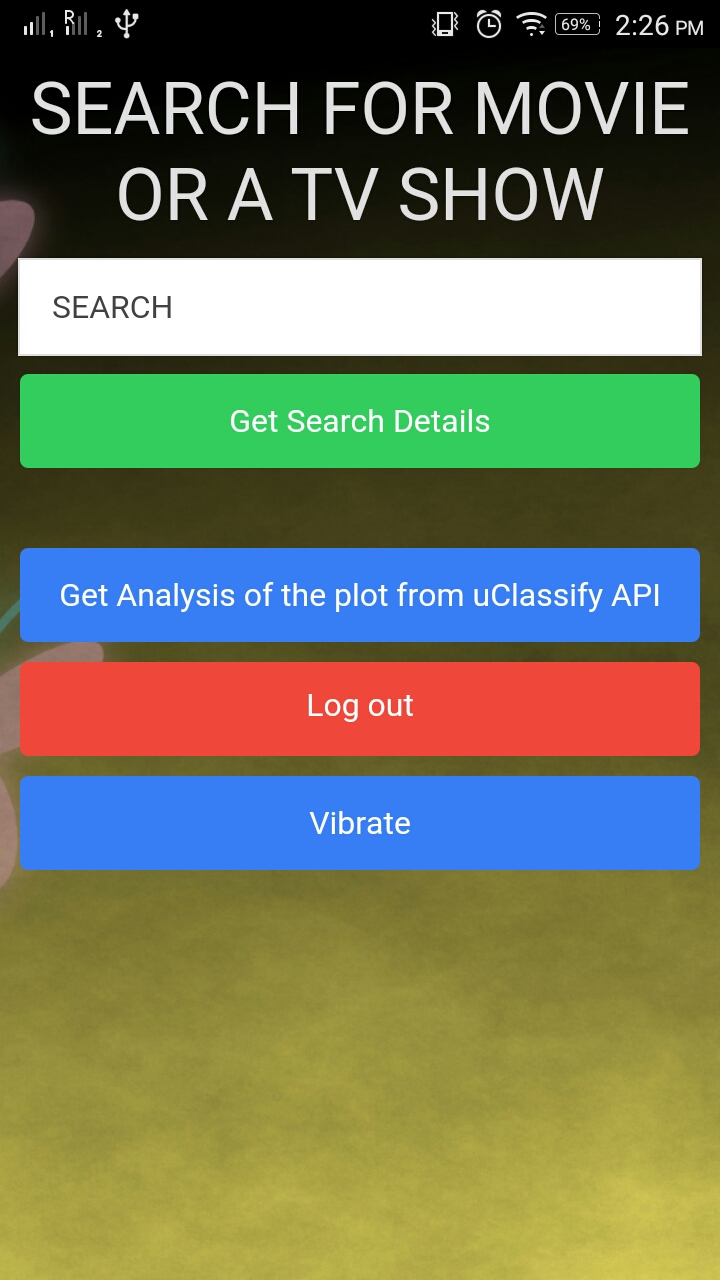 1 R 2 69% 2:26 PM
SEARCH FOR MOVIE
OR A TV SHOW
SEARCH
Get Search Details
Get Analysis of the plot from uClassify API
Log out
Vibrate